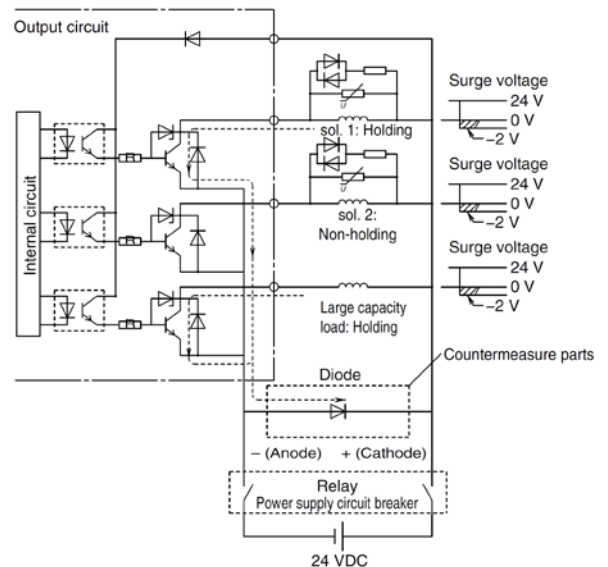 Output circuit
Internal circuit
sol. 1: Holding
Surge voltage
24 V
0 V
–2 V
sol. 2:
Non-holding
Surge voltage
24 V
0 V
–2 V
Large capacity
load: Holding
Surge voltage
24 V
0 V
–2 V
Countermeasure parts
Diode
– (Anode) + (Cathode)
Relay
Power supply circuit breaker
24 VDC